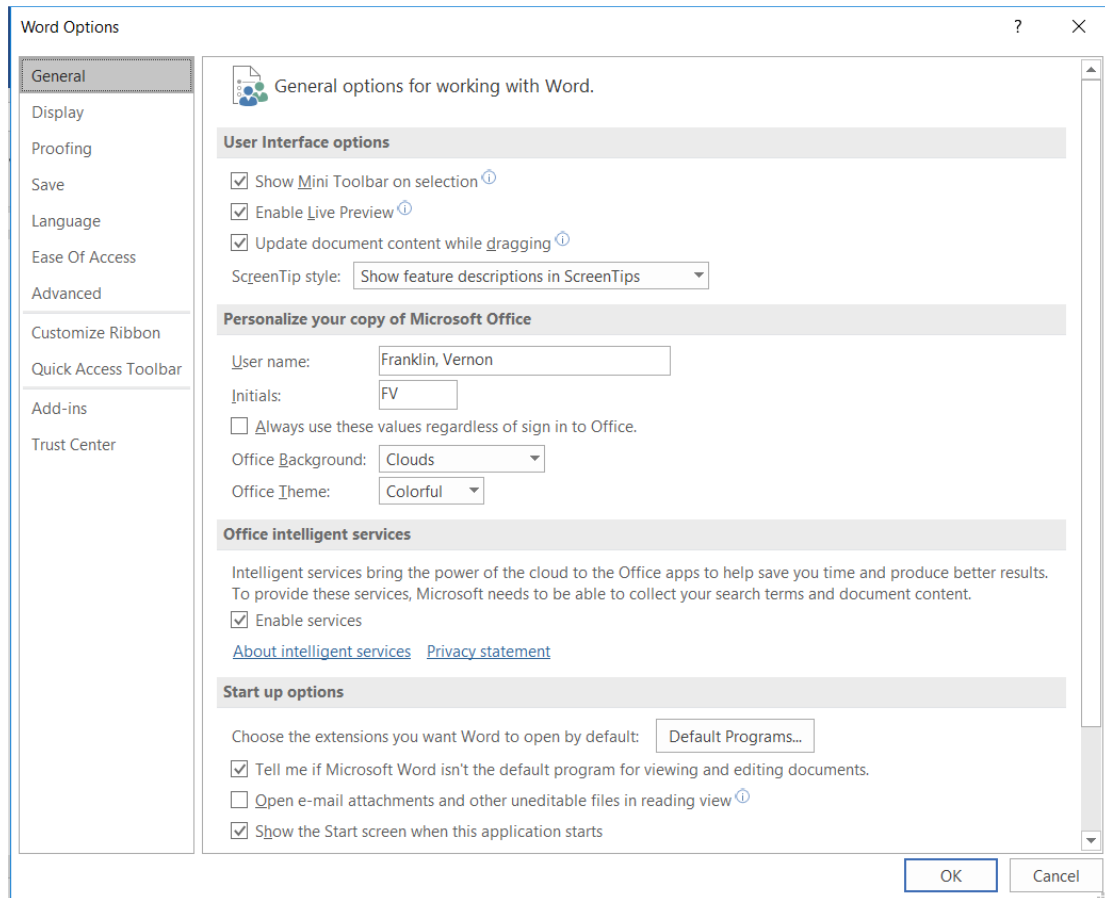 Word Options
?
General
Display
Proofing
Save
Language
Ease Of Access
Advanced
Customize Ribbon
Quick Access Toolbar
Add-ins
Trust Center
General options for working with Word.
User Interface options
Show Mini Toolbar on selection
Enable Live Preview
Update document content while dragging
ScreenTip style: Show feature descriptions in ScreenTips
Personalize your copy of Microsoft Office
User name: Franklin, Vernon
Initials: FV
Always use these values regardless of sign in to Office.
Office Background: Clouds
Office Theme: Colorful
Office intelligent services
Intelligent services bring the power of the cloud to the Office apps to help save you time and produce better results.
To provide these services, Microsoft needs to be able to collect your search terms and document content.
Enable services
About intelligent services Privacy statement
Start up options
Choose the extensions you want Word to open by default: Default Programs...
Tell me if Microsoft Word isn't the default program for viewing and editing documents.
Open e-mail attachments and other uneditable files in reading view
Show the Start screen when this application starts
OK Cancel